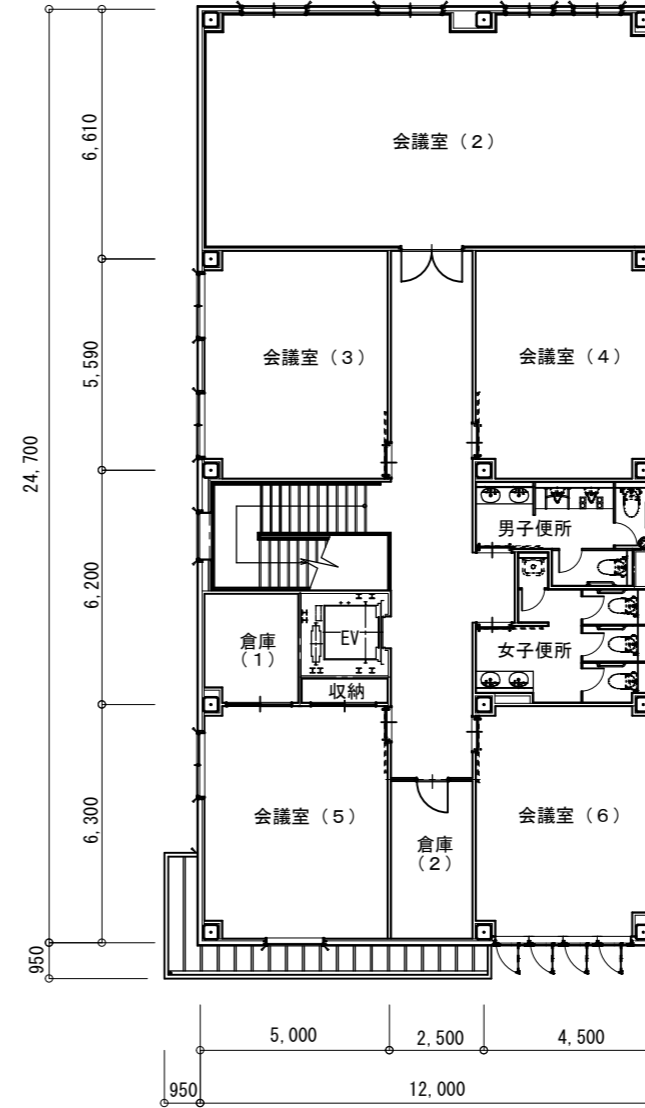 会議室（２）
6,610
会議室（３）
会議室（４）
5,590
24,700
男子便所
6,200
倉庫
（１）
EV
女子便所
収納
会議室（５）
会議室（６）
6,300
倉庫
（２）
950
5,000
2,500
4,500
950
12,000